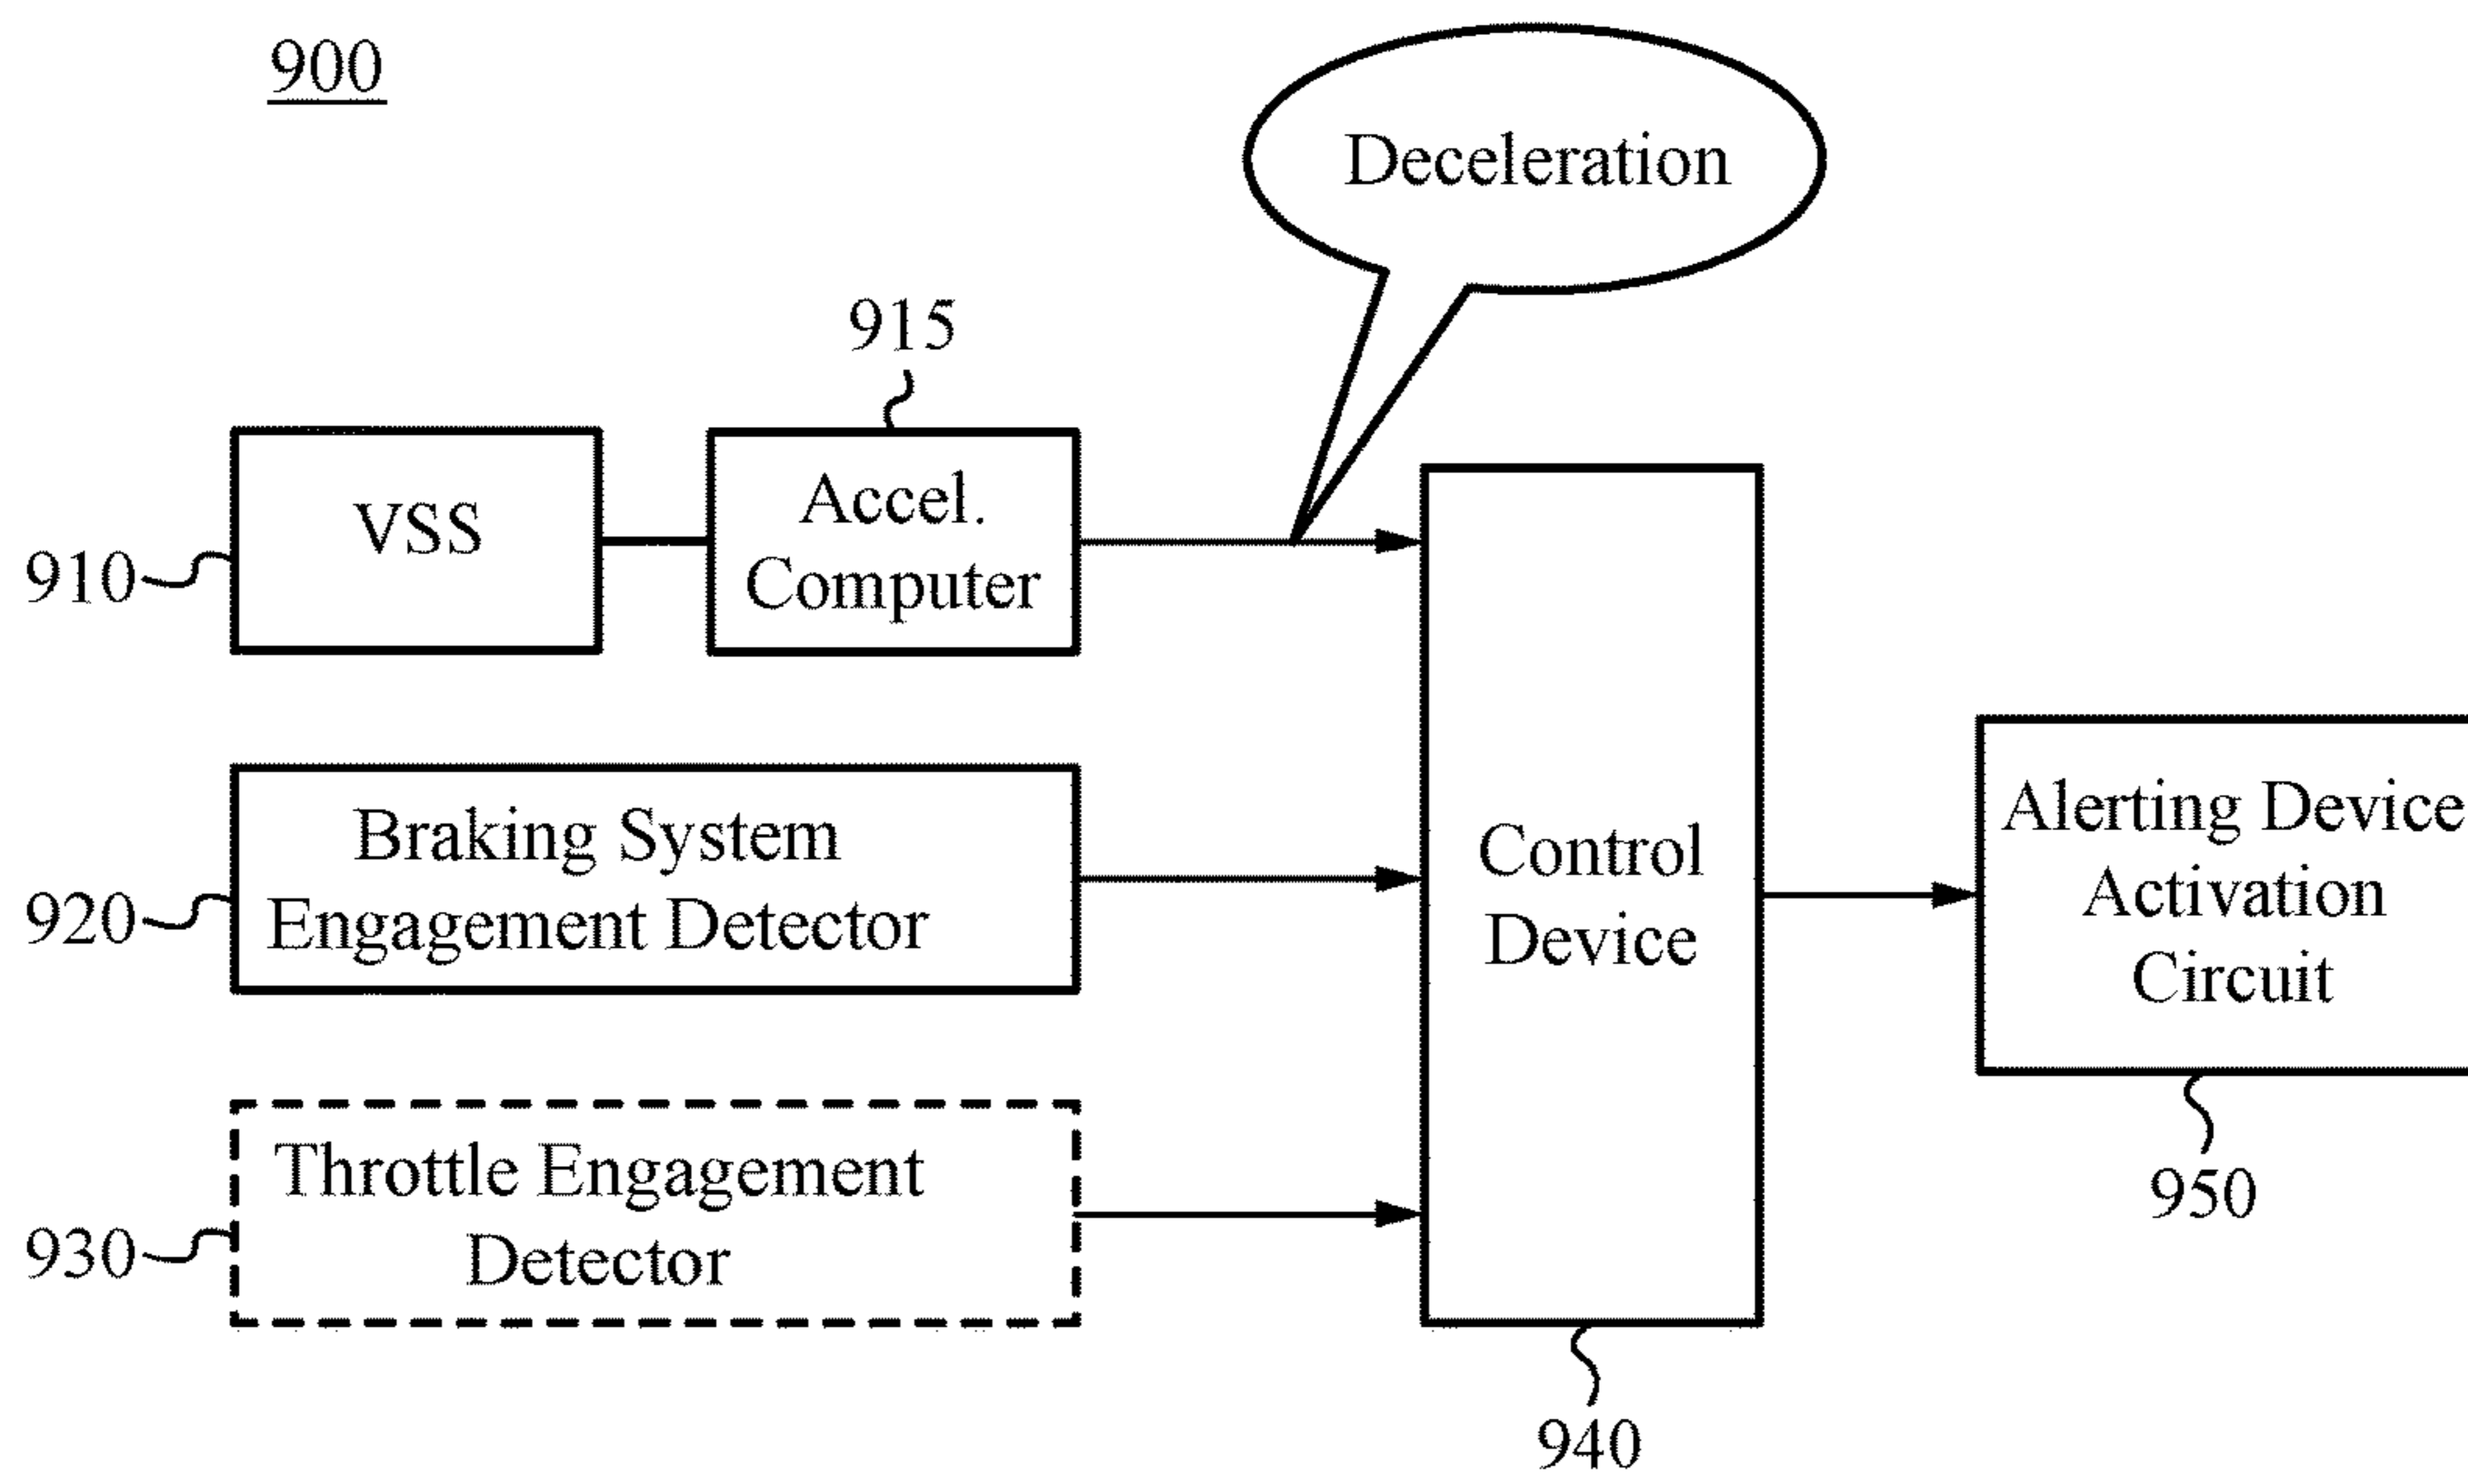 900
Deceleration
915
VSS
Accel.
Computer
910
Braking System
Engagement Detector
920
Control
Device
Alerting Device
Activation
Circuit
Throttle Engagement
Detector
930
950
940